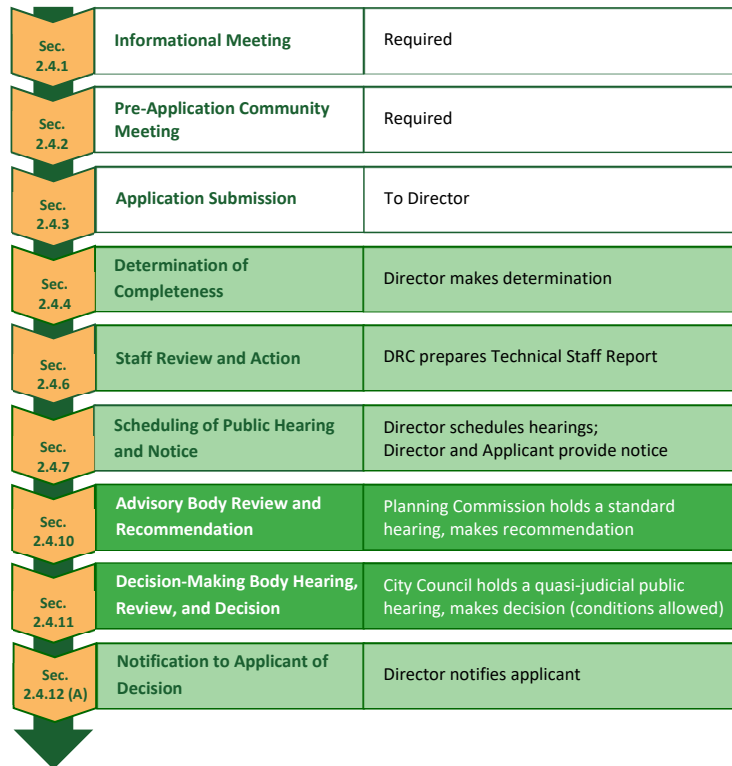 Sec.
2.4.1
Informational Meeting
Required
Sec.
2.4.2
Pre-Application Community
Meeting
Required
Sec.
2.4.3
Application Submission
To Director
Sec.
2.4.4
Determination of
Completeness
Director makes determination
Sec.
2.4.6
Staff Review and Action
DRC prepares Technical Staff Report
Sec.
2.4.7
Scheduling of Public Hearing
and Notice
Director schedules hearings;
Director and Applicant provide notice
Sec.
2.4.10
Advisory Body Review and
Recommendation
Planning Commission holds a standard
hearing, makes recommendation
Sec.
2.4.11
Decision-Making Body Hearing,
Review, and Decision
City Council holds a quasi-judicial public
hearing, makes decision (conditions allowed)
Sec.
2.4.12 (A)
Notification to Applicant of
Decision
Director notifies applicant